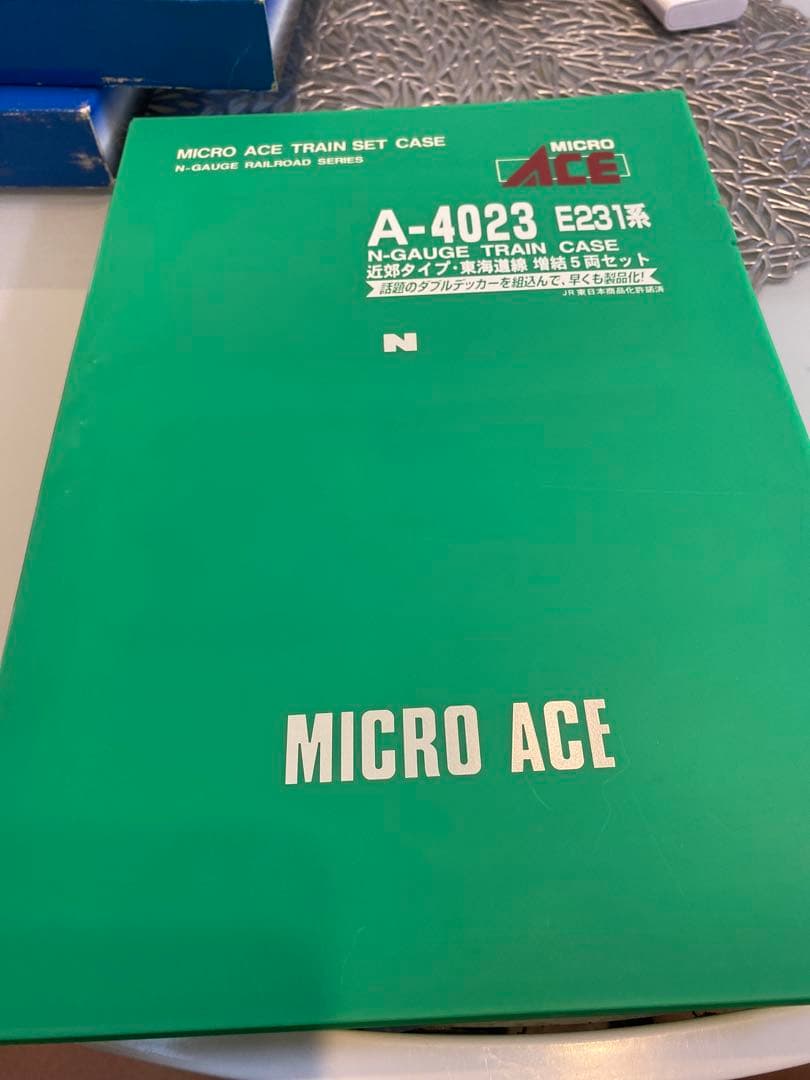 MICRO ACE TRAIN SET CASE
N-GAUGE RAILROAD SERIES
MICRO
ACE
A-4023 E231系
N-GAUGE TRAIN CASE
近郊タイプ・東海道線 増結5両セット
話題のダブルデッカーを組込んで、早くも製品化!
JR東日本商品化許諾済
N
MICRO ACE